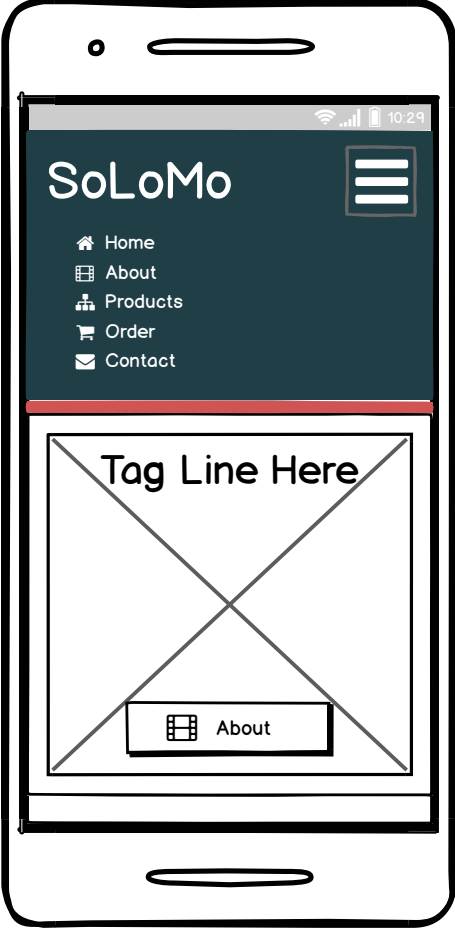 10:29
SoLoMo
Home
About
Products
Order
Contact
Tag Line Here
About